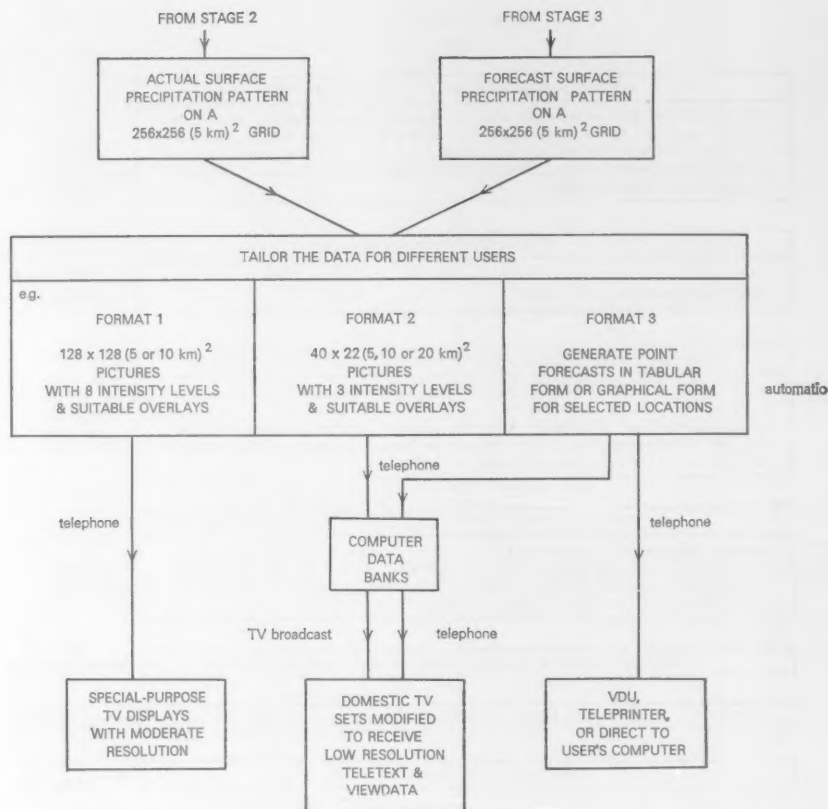 FROM STAGE 2
FROM STAGE 3
ACTUAL SURFACE
PRECIPITATION PATTERN
ON A
256x256 (5 km)² GRID
FORECAST SURFACE
PRECIPITATION PATTERN
ON A
256x256 (5 km)² GRID
TAILOR THE DATA FOR DIFFERENT USERS
e.g.
FORMAT 1
128 x 128 (5 or 10 km)²
PICTURES
WITH 8 INTENSITY LEVELS
& SUITABLE OVERLAYS
FORMAT 2
40 x 22 (5, 10 or 20 km)²
PICTURES
WITH 3 INTENSITY LEVELS
& SUITABLE OVERLAYS
FORMAT 3
GENERATE POINT
FORECASTS IN TABULAR
FORM OR GRAPHICAL FORM
FOR SELECTED LOCATIONS
automatic
telephone
telephone
telephone
COMPUTER
DATA
BANKS
TV broadcast
telephone
SPECIAL-PURPOSE
TV DISPLAYS
WITH MODERATE
RESOLUTION
DOMESTIC TV
SETS MODIFIED
TO RECEIVE
LOW RESOLUTION
TELETEXT &
VIEWDATA
VDU,
TELEPRINTER,
OR DIRECT TO
USER'S COMPUTER